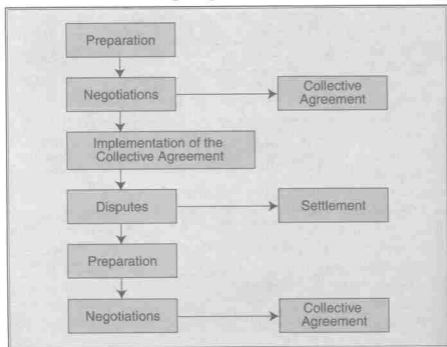 Preparation
Negotiations
Collective
Agreement
Implementation of the
Collective Agreement
Disputes
Settlement
Preparation
Negotiations
Collective
Agreement